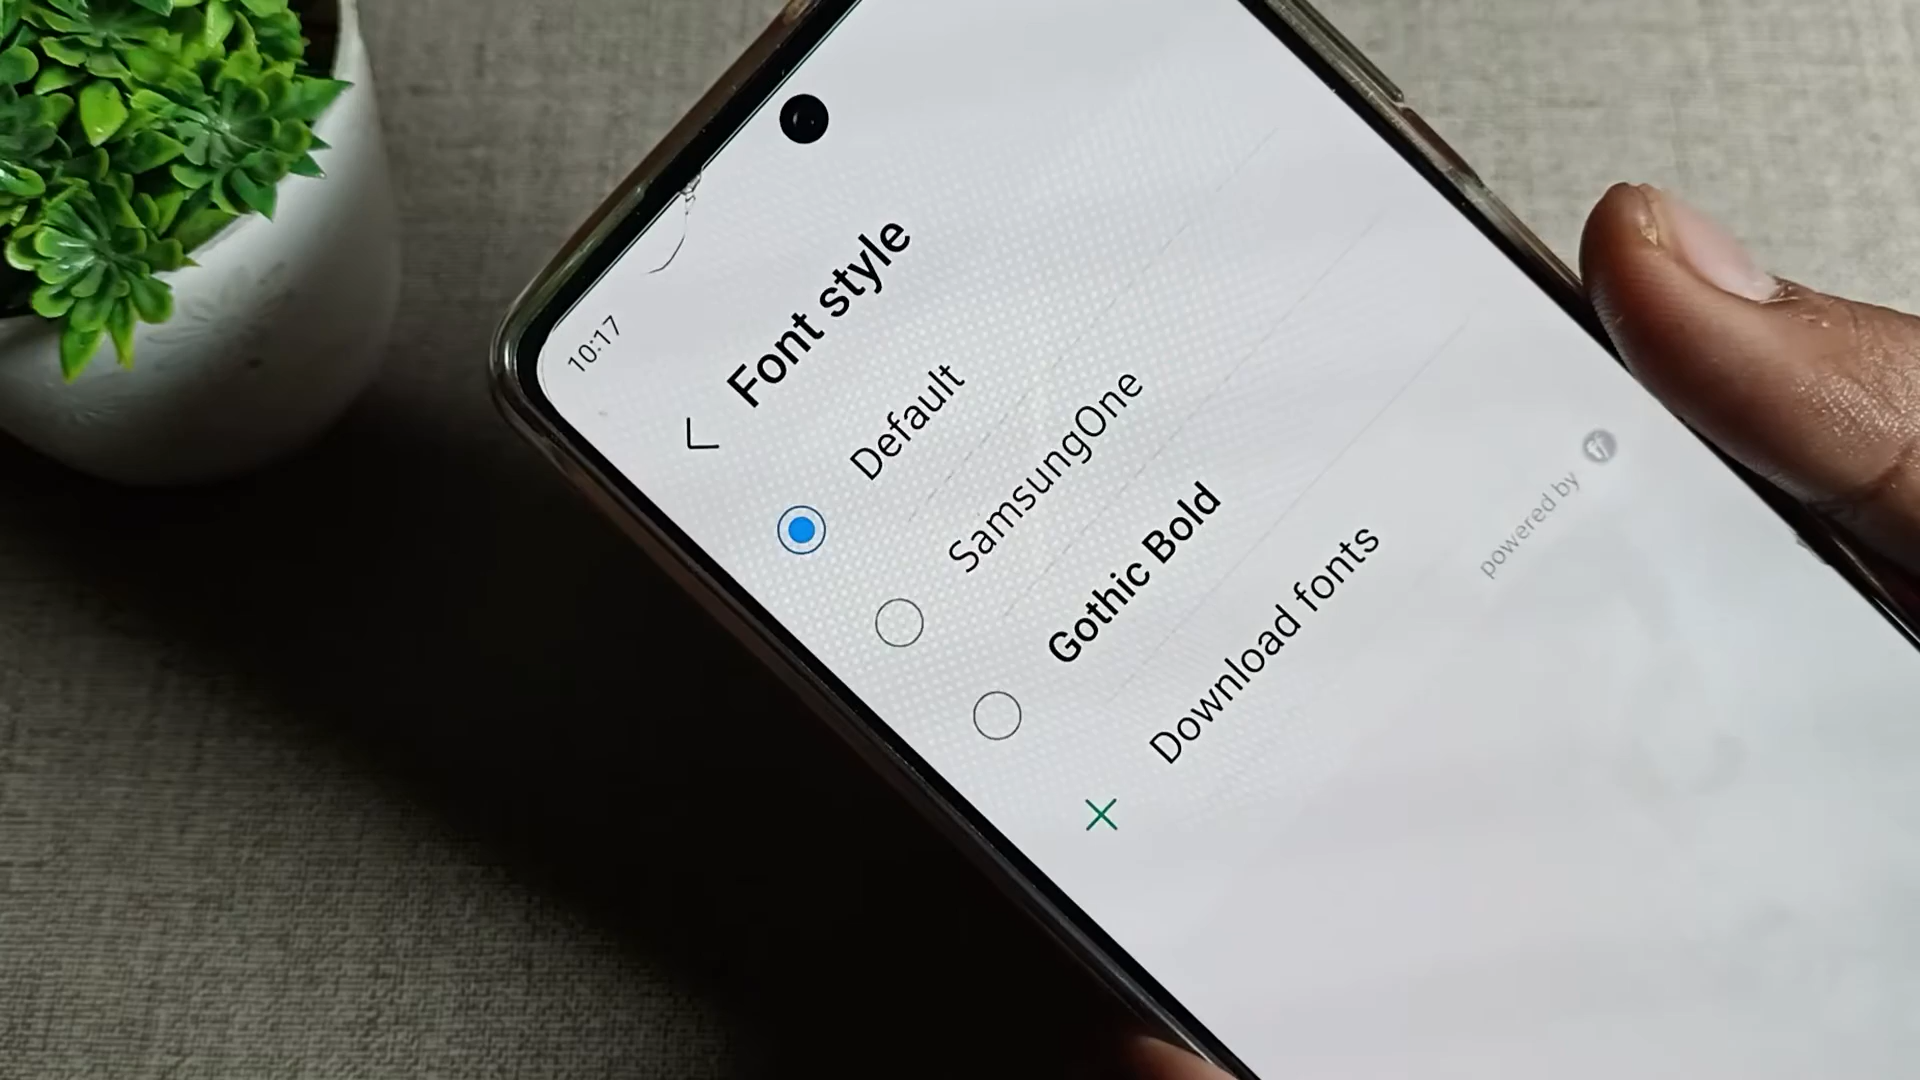 10:17
Font style
Default
SamsungOne
Gothic Bold
Download fonts
powered by